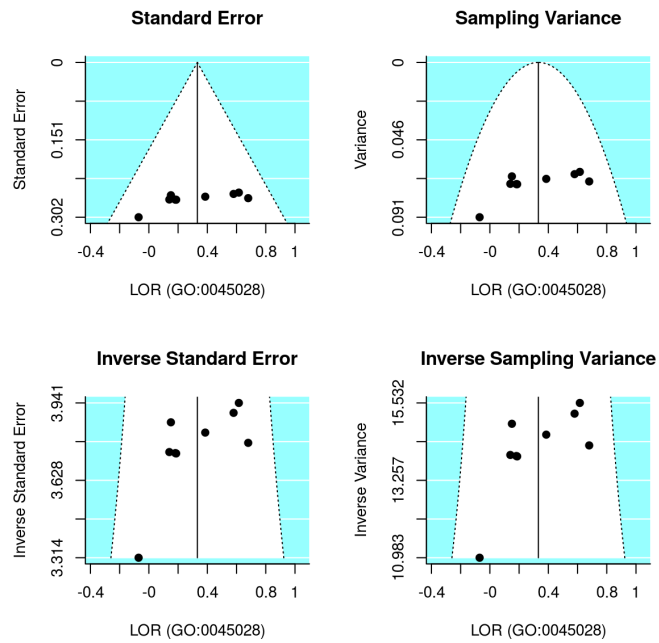 Standard Error
Standard Error
0
0.151
0.302
-0.4
-0
0.4
0.8
1
LOR (GO:0045028)
Sampling Variance
Variance
0
0.046
0.091
-0.4
-0
0.4
0.8
1
LOR (GO:0045028)
Inverse Standard Error
Inverse Standard Error
3.941
3.628
3.314
-0.4
-0
0.4
0.8
1
LOR (GO:0045028)
Inverse Sampling Variance
Inverse Variance
15.532
13.257
10.983
-0.4
-0
0.4
0.8
1
LOR (GO:0045028)